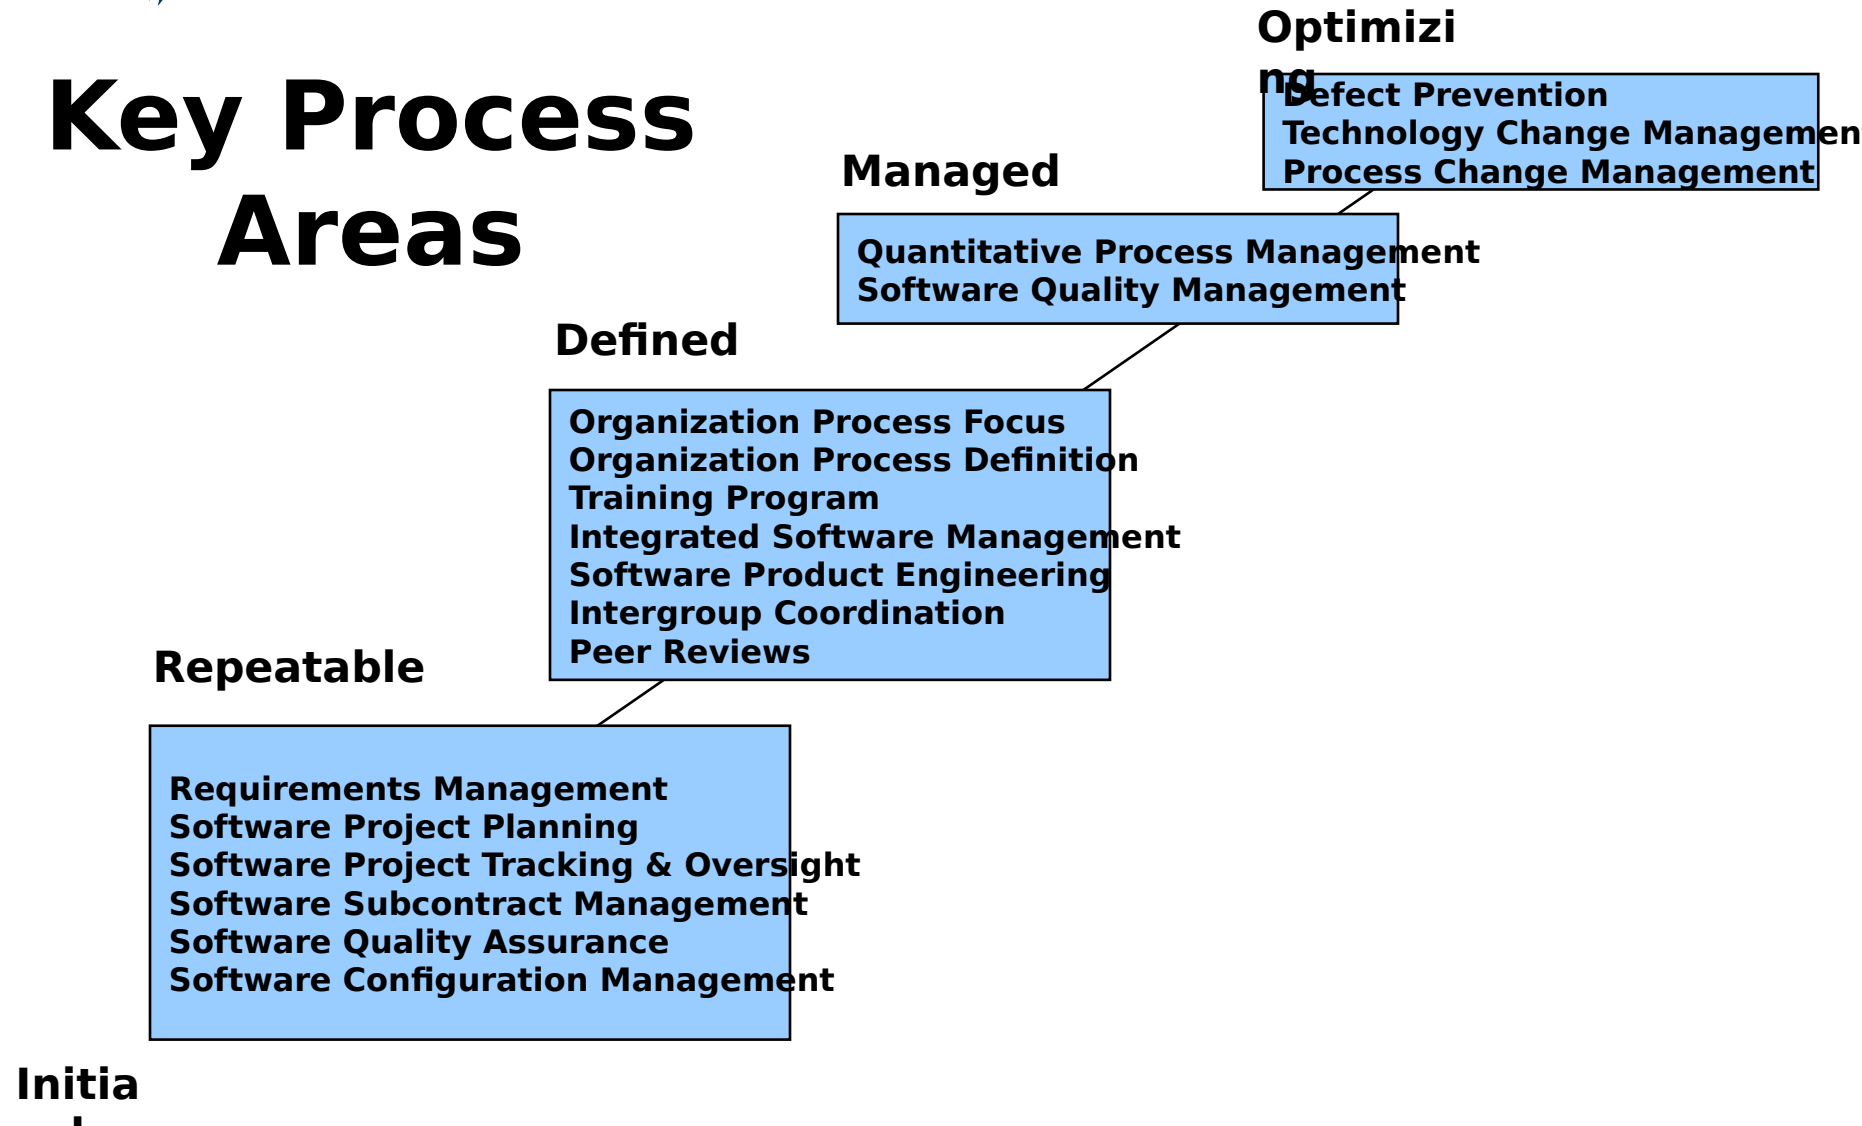 Key Process
Areas
Optimizi
ng
Defect Prevention
Technology Change Managemen
Process Change Management
Managed
Quantitative Process Management
Software Quality Management
Defined
Organization Process Focus
Organization Process Definition
Training Program
Integrated Software Management
Software Product Engineering
Intergroup Coordination
Peer Reviews
Repeatable
Requirements Management
Software Project Planning
Software Project Tracking & Oversight
Software Subcontract Management
Software Quality Assurance
Software Configuration Management
Initia
l